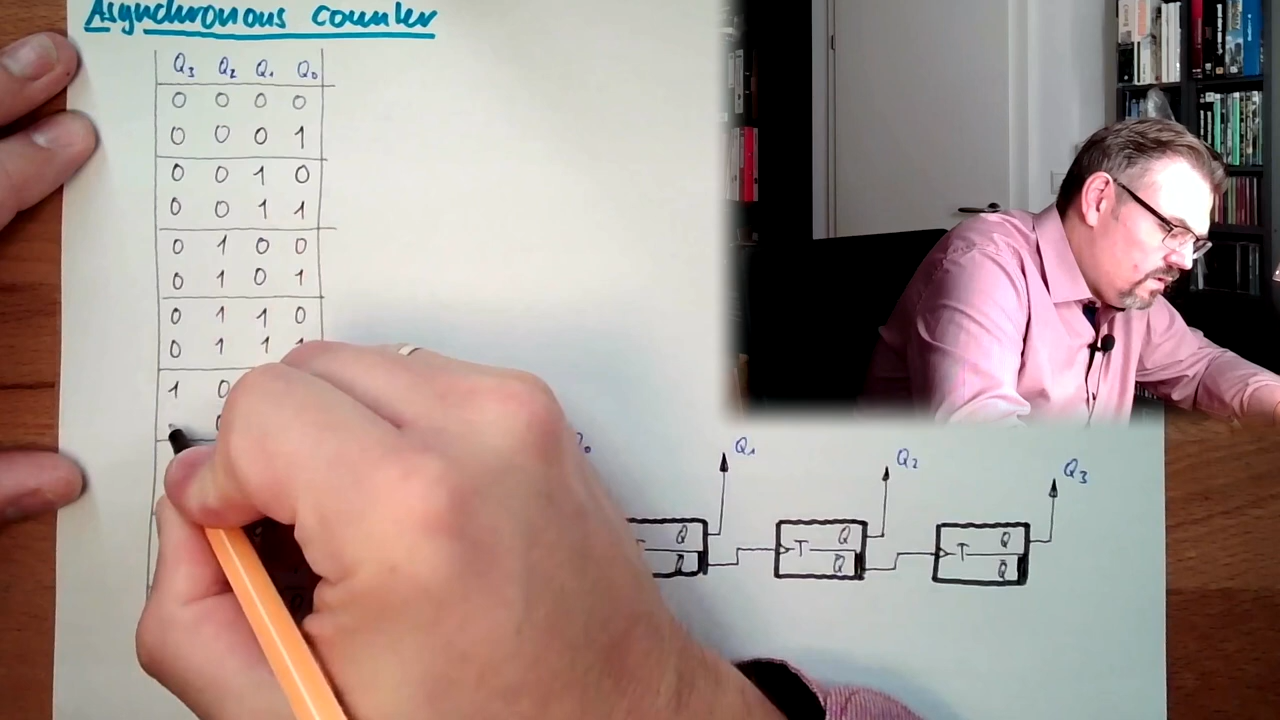 Asynchronous counter
Q3 Q2 Q1 Q0
0 0 0 0
0 0 0 1
0 0 1 0
0 0 1 1
0 1 0 0
0 1 0 1
0 1 1 0
0 1 1 1
1 0
0
Q1 Q2 Q3
Q T Q T Q
Q̅ Q̅ Q̅